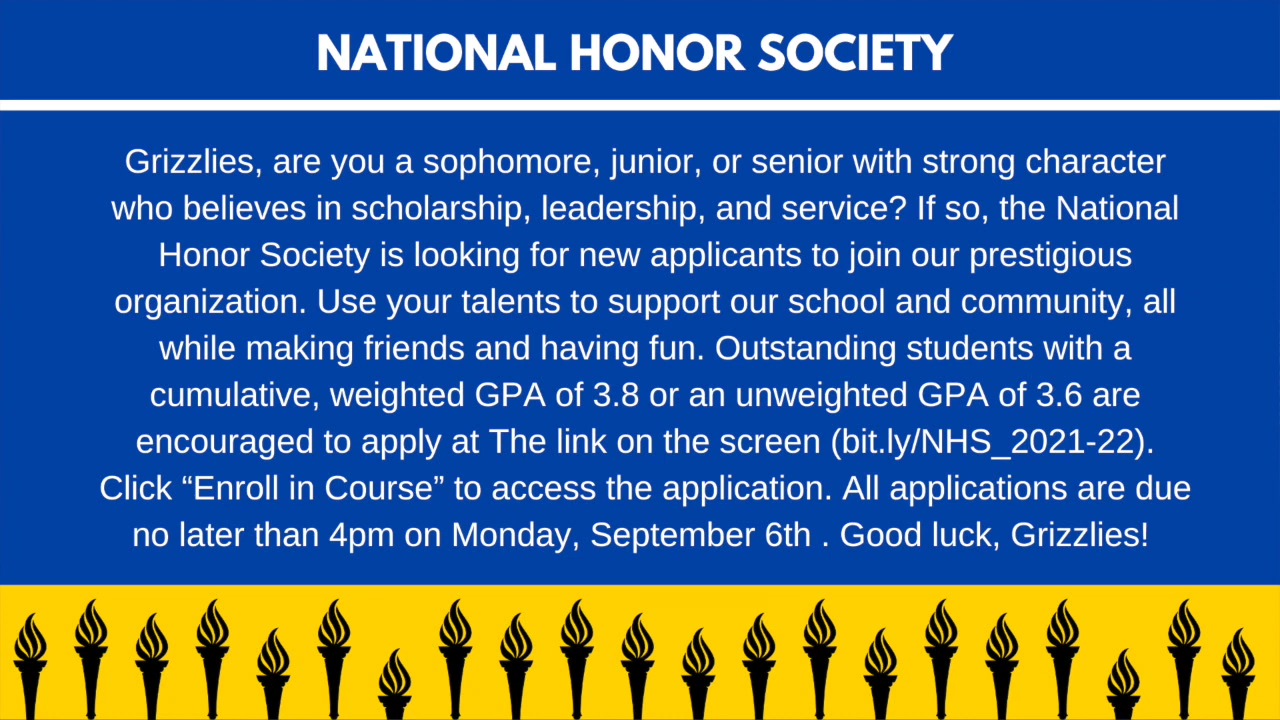 NATIONAL HONOR SOCIETY
Grizzlies, are you a sophomore, junior, or senior with strong character
who believes in scholarship, leadership, and service? If so, the National
Honor Society is looking for new applicants to join our prestigious
organization. Use your talents to support our school and community, all
while making friends and having fun. Outstanding students with a
cumulative, weighted GPA of 3.8 or an unweighted GPA of 3.6 are
encouraged to apply at The link on the screen (bit.ly/NHS_2021-22).
Click “Enroll in Course” to access the application. All applications are due
no later than 4pm on Monday, September 6th . Good luck, Grizzlies!